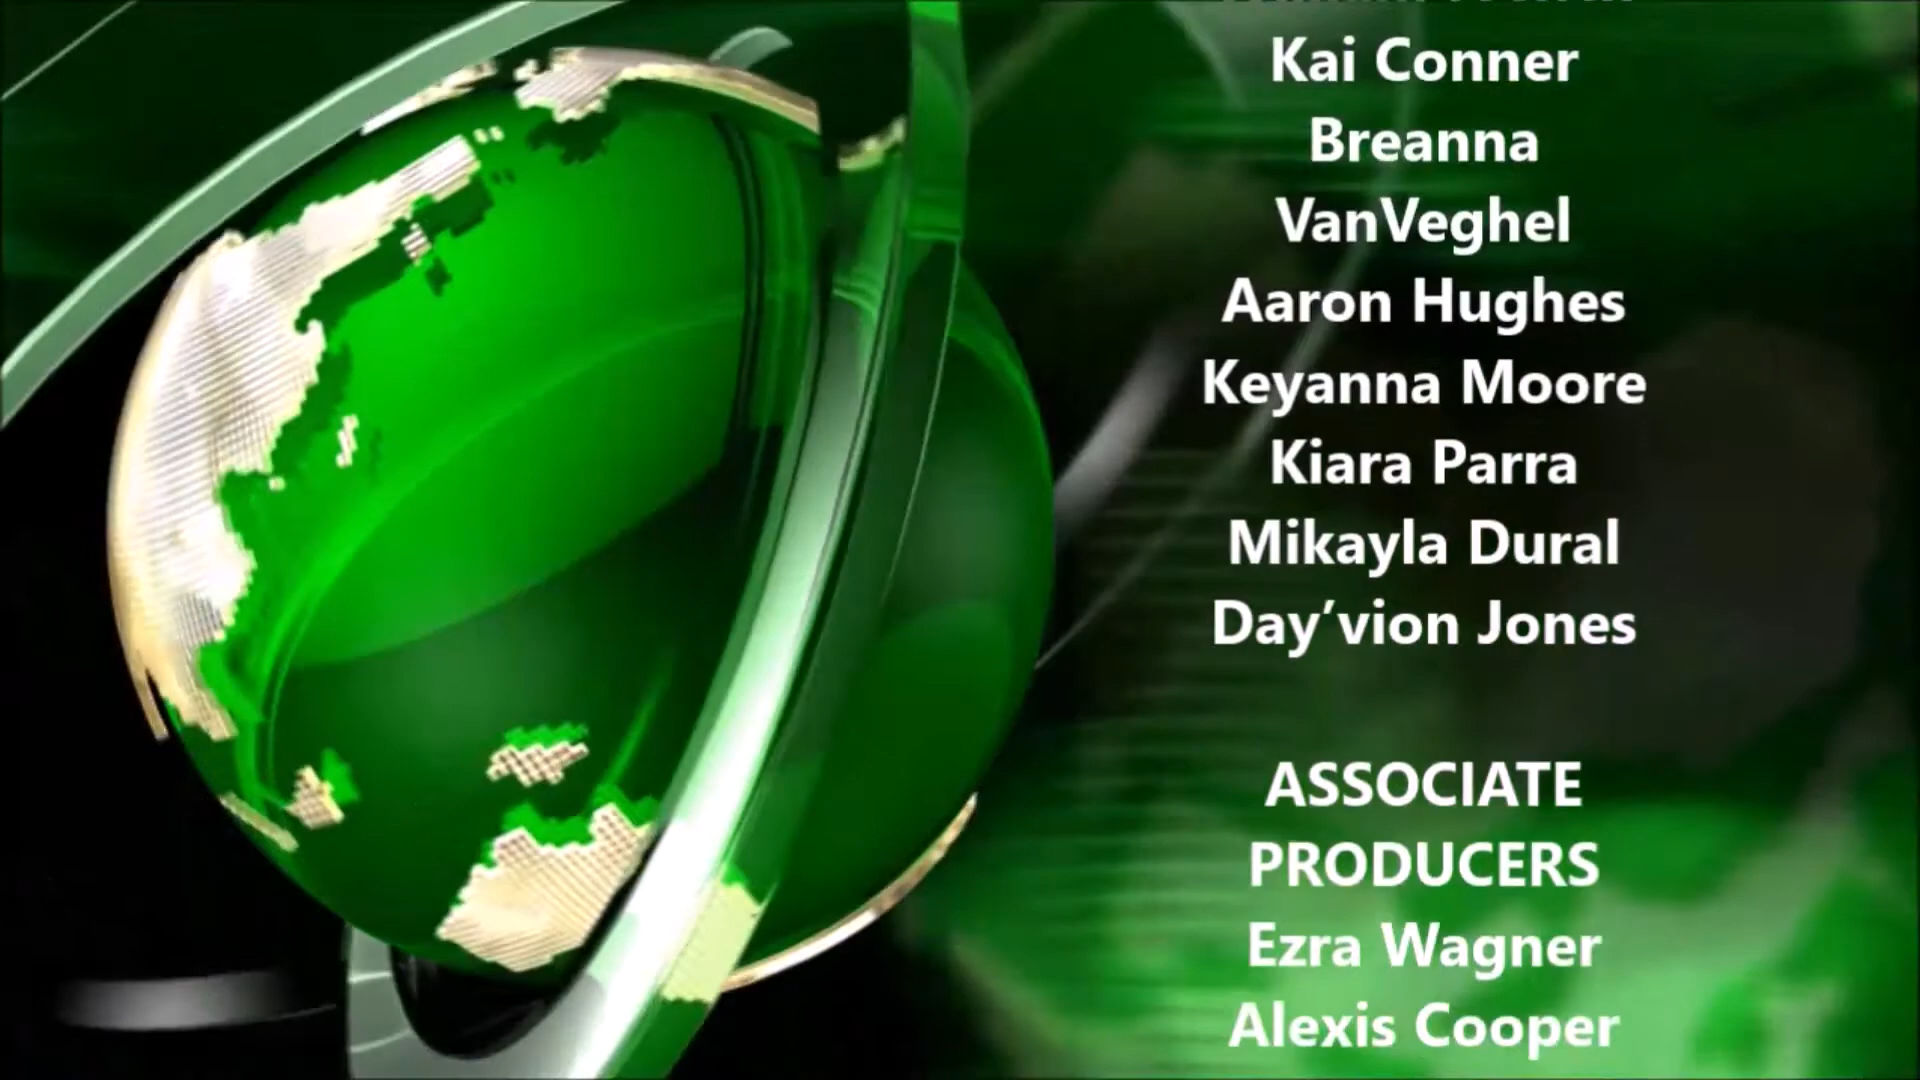 Kai Conner
Breanna
VanVeghel
Aaron Hughes
Keyanna Moore
Kiara Parra
Mikayla Dural
Day’vion Jones
ASSOCIATE
PRODUCERS
Ezra Wagner
Alexis Cooper